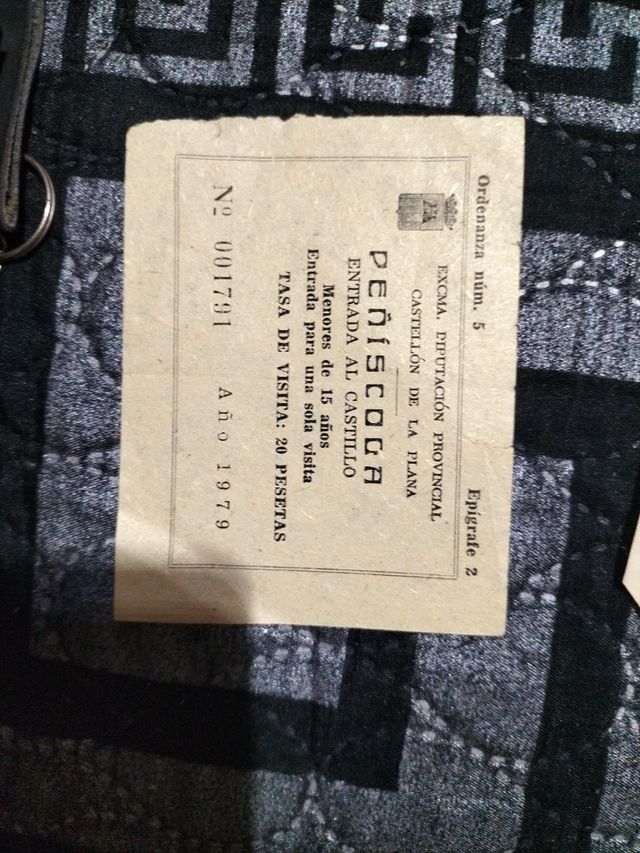 Ordenanza núm. 5 Epígrafe 2
EXCMA. DIPUTACIÓN PROVINCIAL
CASTELLÓN DE LA PLANA
PEÑÍSCOLA
ENTRADA AL CASTILLO
Menores de 15 años
Entrada para una sola visita
TASA DE VISITA: 20 PESETAS
Nº 001791 Año 1979